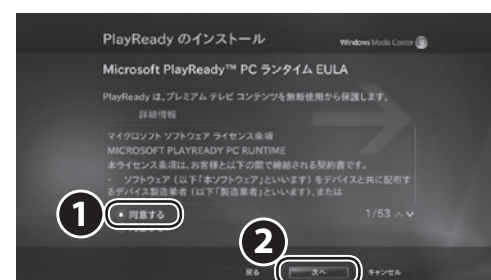 PlayReady のインストール
Windows Media Center
Microsoft PlayReady™ PC ランタイム EULA
PlayReady は、プレミアム テレビ コンテンツを無断使用から保護します。
詳細情報
マイクロソフト ソフトウェア ライセンス条項
MICROSOFT PLAYREADY PC RUNTIME
本ライセンス条項は、お客様と以下の間で締結される契約書です。
・ ソフトウェア (以下「本ソフトウェア」といいます) をデバイスと共に配布す
るデバイス製造業者 (以下「製造業者」といいます)、または
1
同意する
1/53
2
戻る
次へ
キャンセル